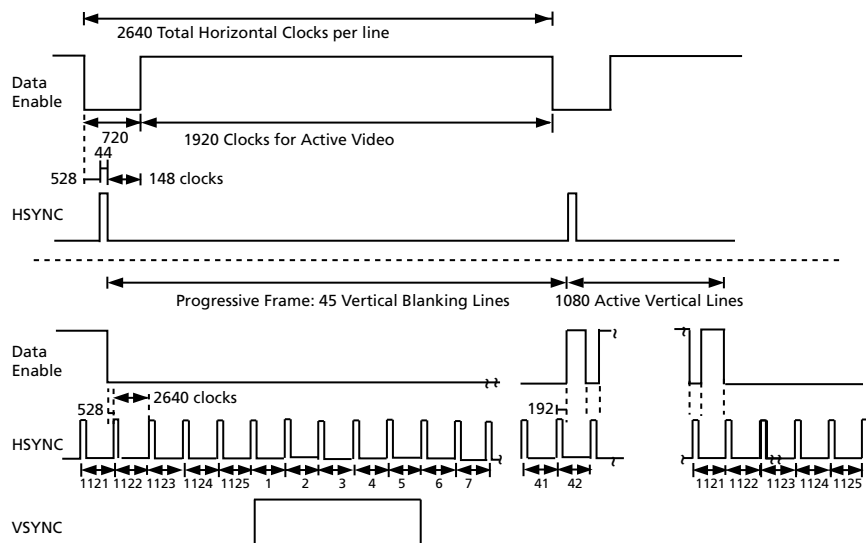 2640 Total Horizontal Clocks per line
Data
Enable
720
1920 Clocks for Active Video
44
528
148 clocks
HSYNC
Progressive Frame: 45 Vertical Blanking Lines
1080 Active Vertical Lines
Data
Enable
2640 clocks
528
192
HSYNC
1121 1122 1123 1124 1125 1 2 3 4 5 6 7 41 42 1121 1122 1123 1124 1125
VSYNC